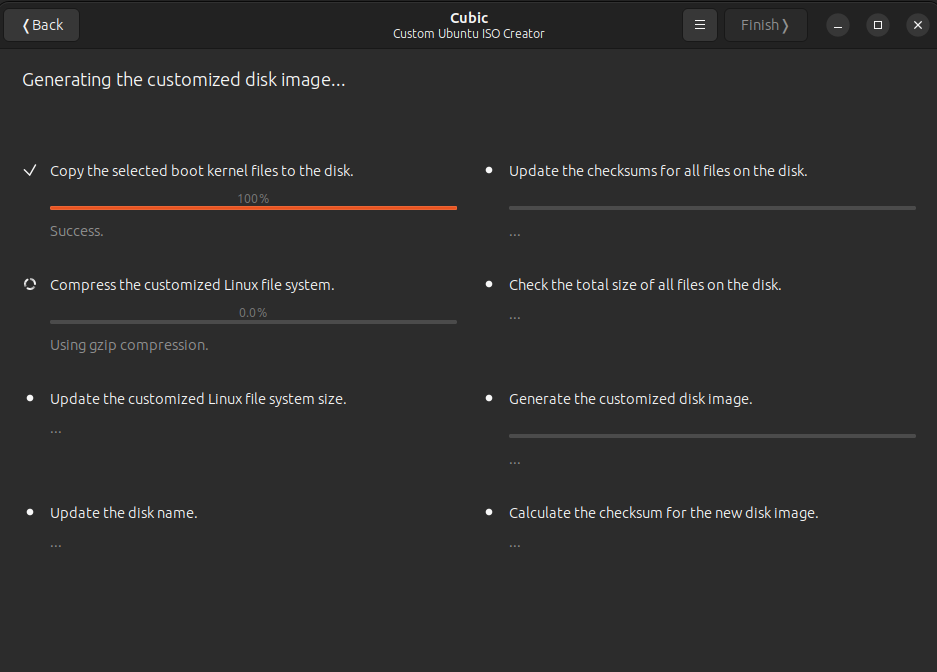 ❬Back
Cubic
Custom Ubuntu ISO Creator
Finish❭
Generating the customized disk image...
Copy the selected boot kernel files to the disk.
100%
Success.
Compress the customized Linux file system.
0.0%
Using gzip compression.
Update the customized Linux file system size.
...
Update the disk name.
...
Update the checksums for all files on the disk.
...
Check the total size of all files on the disk.
...
Generate the customized disk image.
...
Calculate the checksum for the new disk image.
...